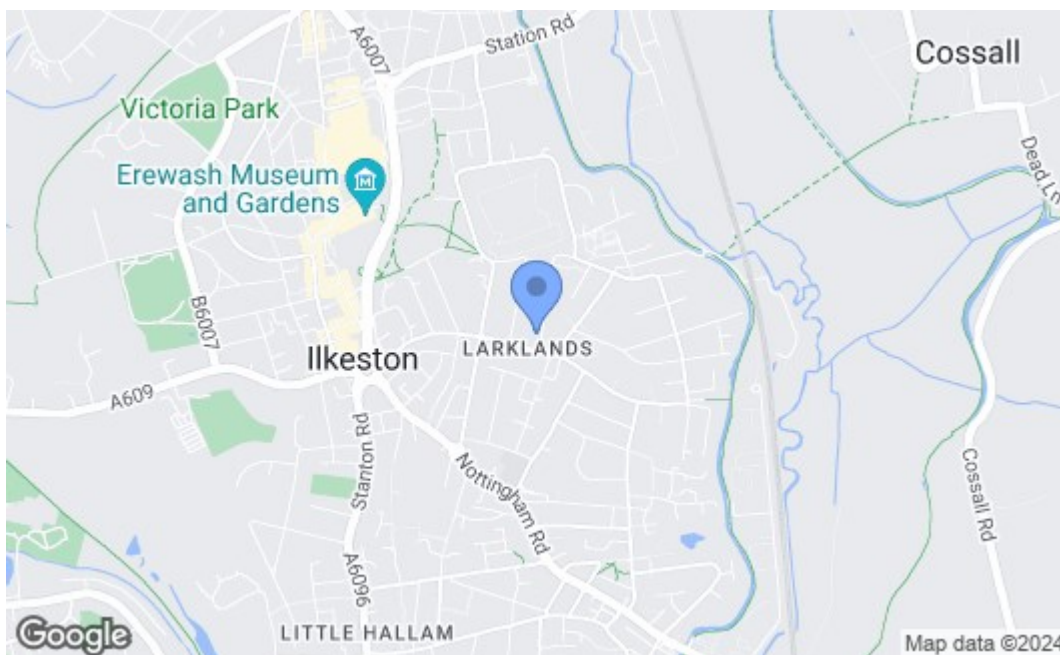 A6007
Station Rd
Cossall
Victoria Park
Erewash Museum
and Gardens
Dead Ln
B6007
LARKLANDS
Ilkeston
A609
Stanton Rd
Nottingham Rd
Cossall Rd
A6096
LITTLE HALLAM
Google
Map data ©2024